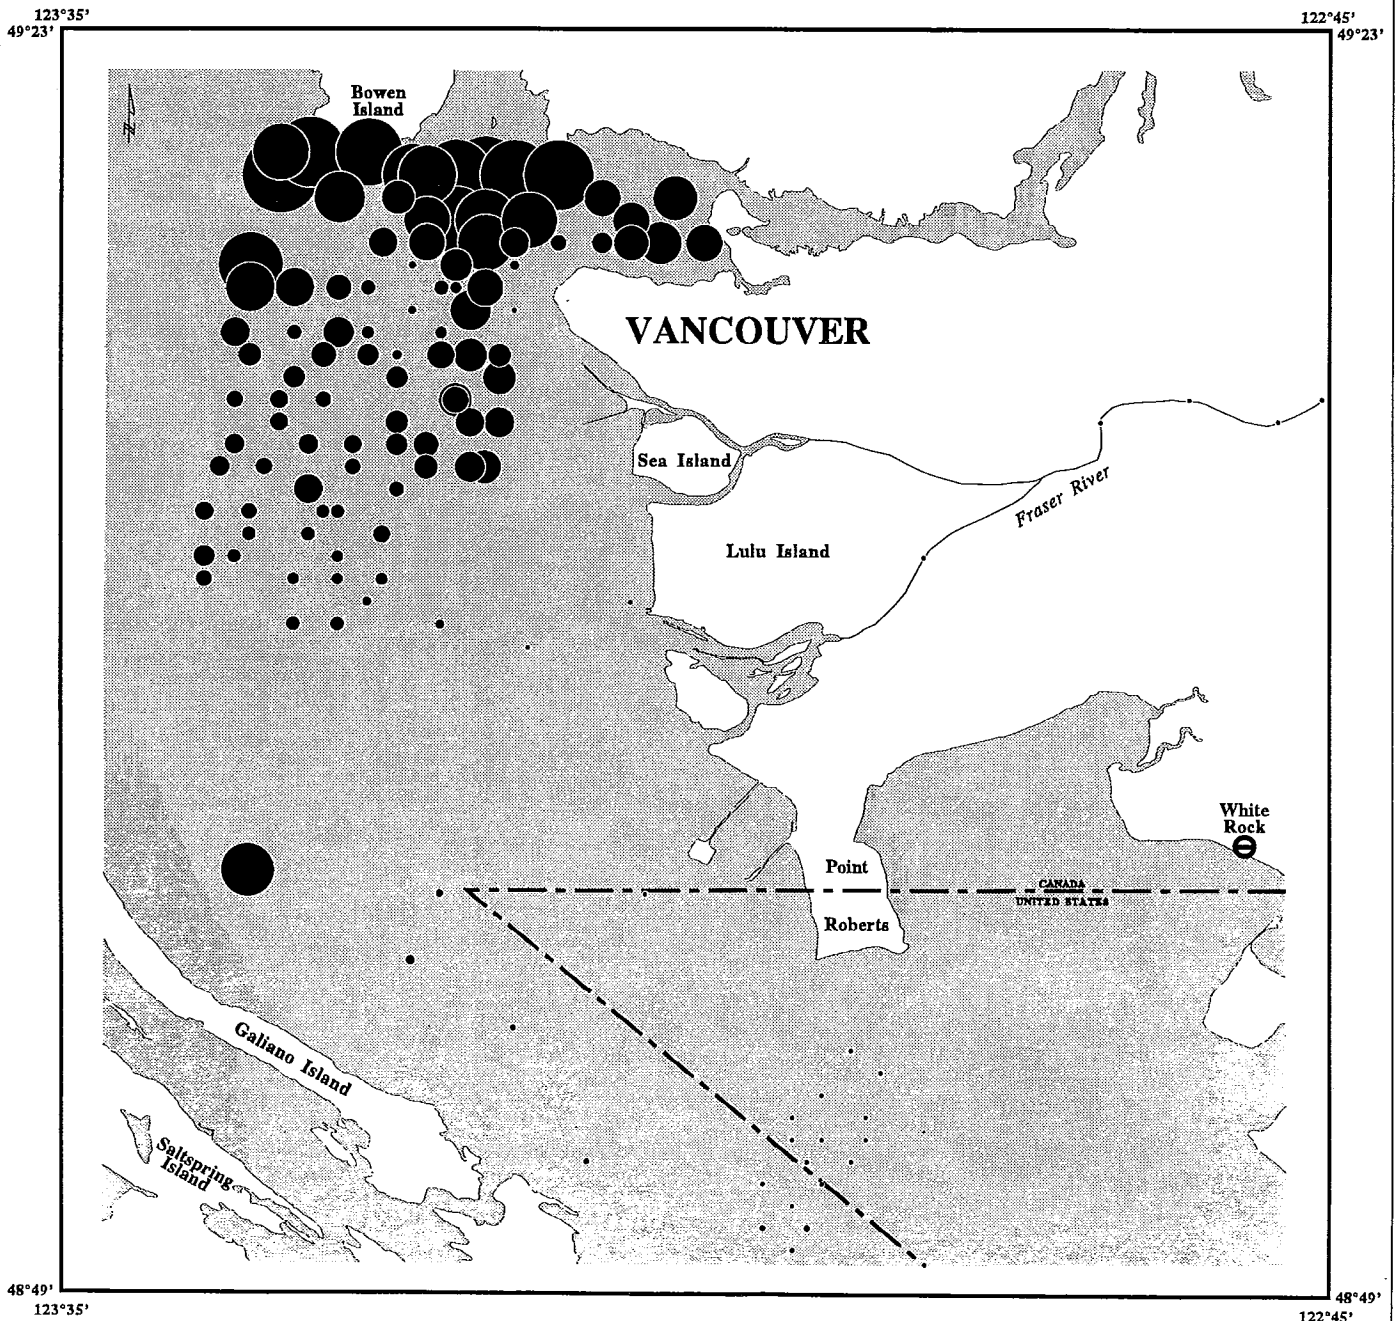 123°35'
122°45'
49°23'
49°23'
Bowen
Island
VANCOUVER
Sea Island
Fraser River
Lulu Island
White
Rock
Point
CANADA
UNITED STATES
Roberts
Galiano Island
Saltspring
Island
48°49'
48°49'
123°35'
122°45'